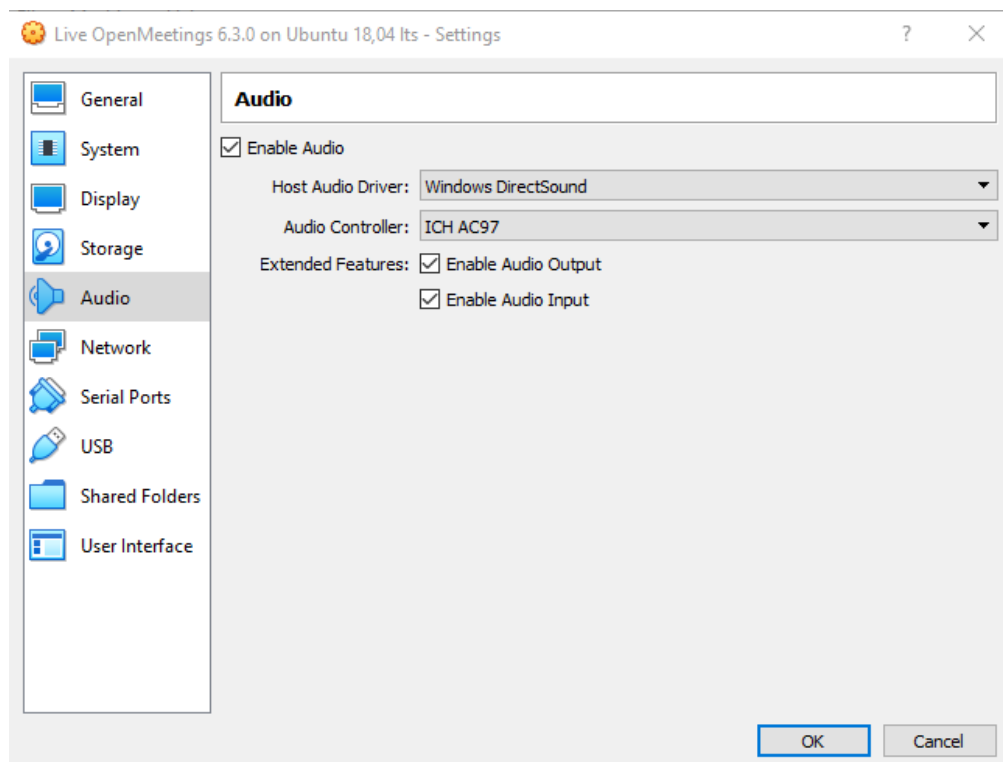 Live OpenMeetings 6.3.0 on Ubuntu 18,04 lts - Settings
?
General
System
Display
Storage
Audio
Network
Serial Ports
USB
Shared Folders
User Interface
Audio
Enable Audio
Host Audio Driver: Windows DirectSound
Audio Controller: ICH AC97
Extended Features: Enable Audio Output
Enable Audio Input
OK
Cancel